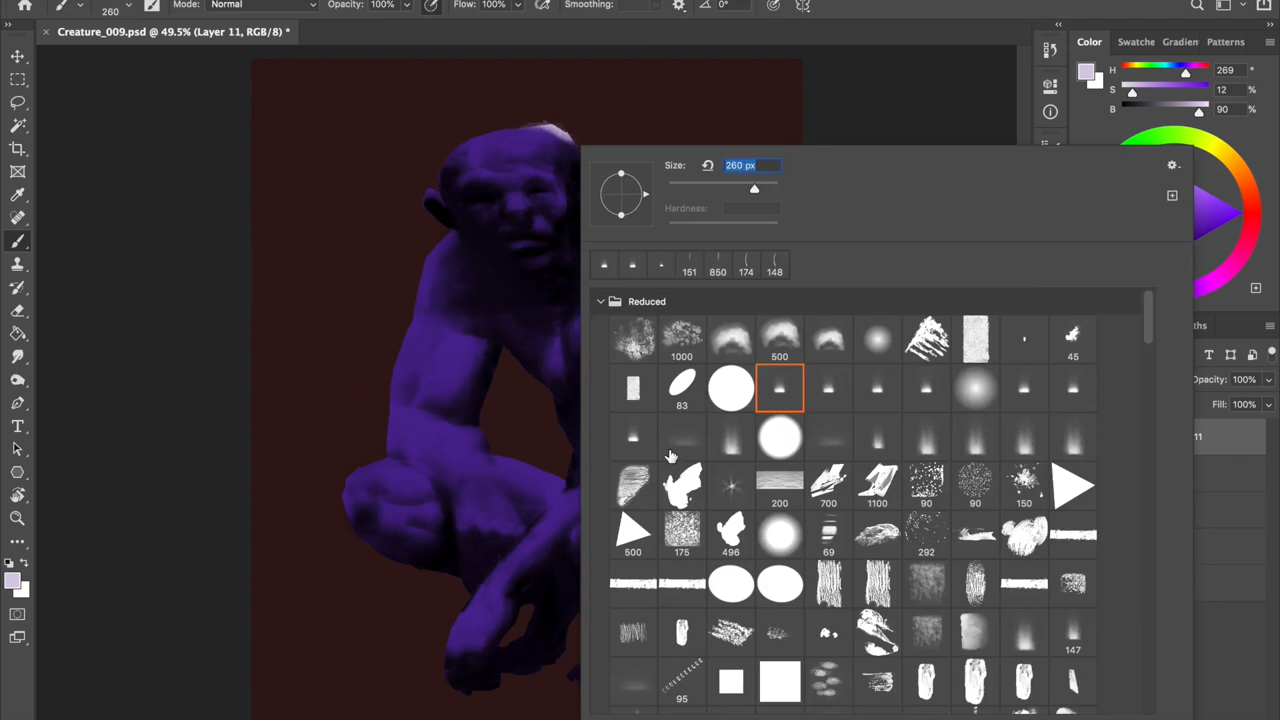 260
Mode: Normal Opacity: 100% Flow: 100% Smoothing: 0°
× Creature_009.psd @ 49.5% (Layer 11, RGB/8) *
Color Swatche Gradien Patterns
H 269 °
S 12 %
B 90 %
Size: 260 px
Hardness:
151 850 174 148
Reduced
1000 500 45
83
200 700 1100 90 90 150
500 175 496 69 292
147
95
ths
Opacity: 100%
Fill: 100%
11
T